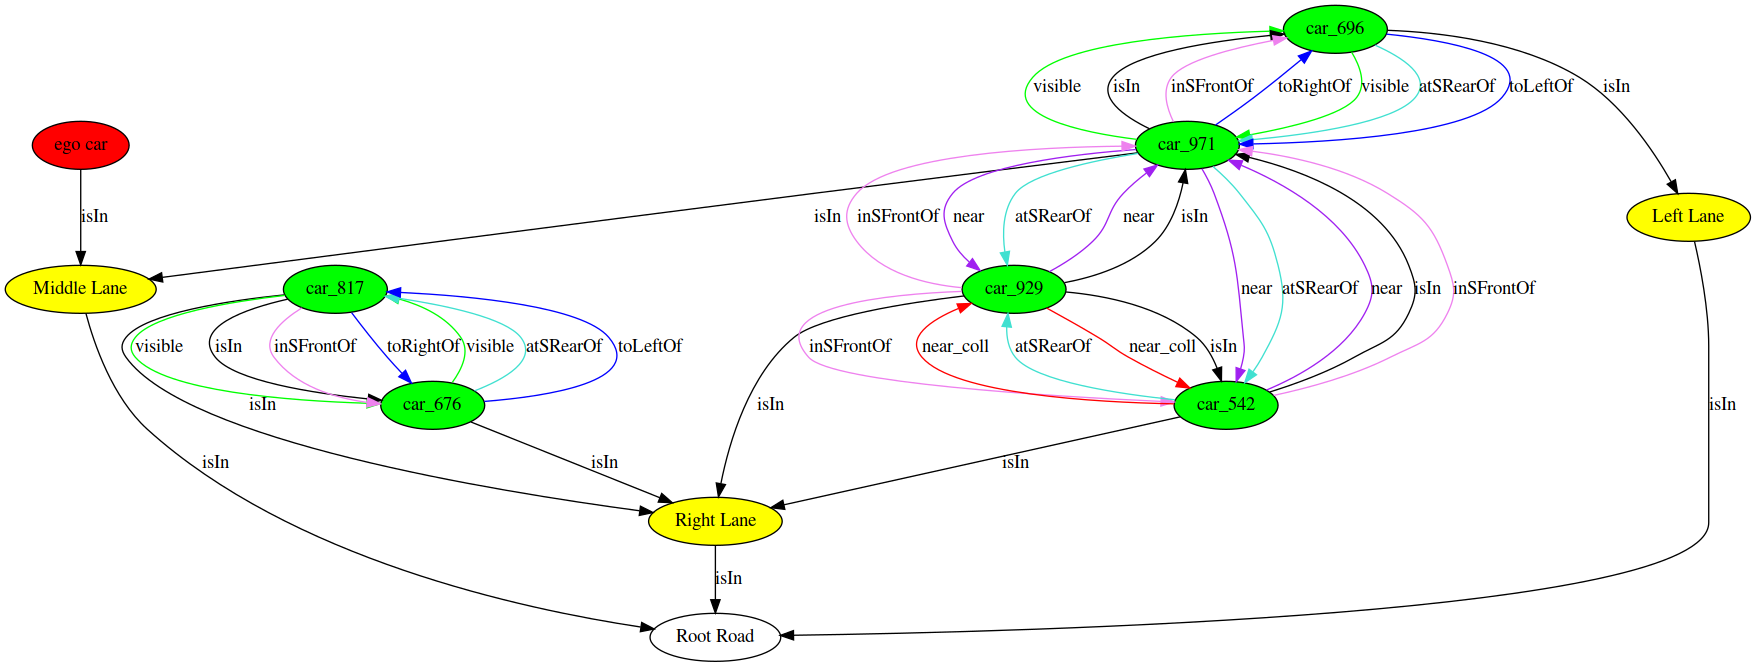 car_696
visible
isIn
inSFrontOf
toRightOf
visible
atSRearOf
toLeftOf
isIn
ego car
car_971
isIn
isIn
inSFrontOf
near
atSRearOf
near
isIn
Left Lane
Middle Lane
car_817
car_929
near
atSRearOf
near
isIn
inSFrontOf
visible
isIn
inSFrontOf
toRightOf
visible
atSRearOf
toLeftOf
inSFrontOf
near_coll
atSRearOf
near_coll
isIn
isIn
car_676
isIn
car_542
isIn
isIn
isIn
isIn
Right Lane
isIn
Root Road